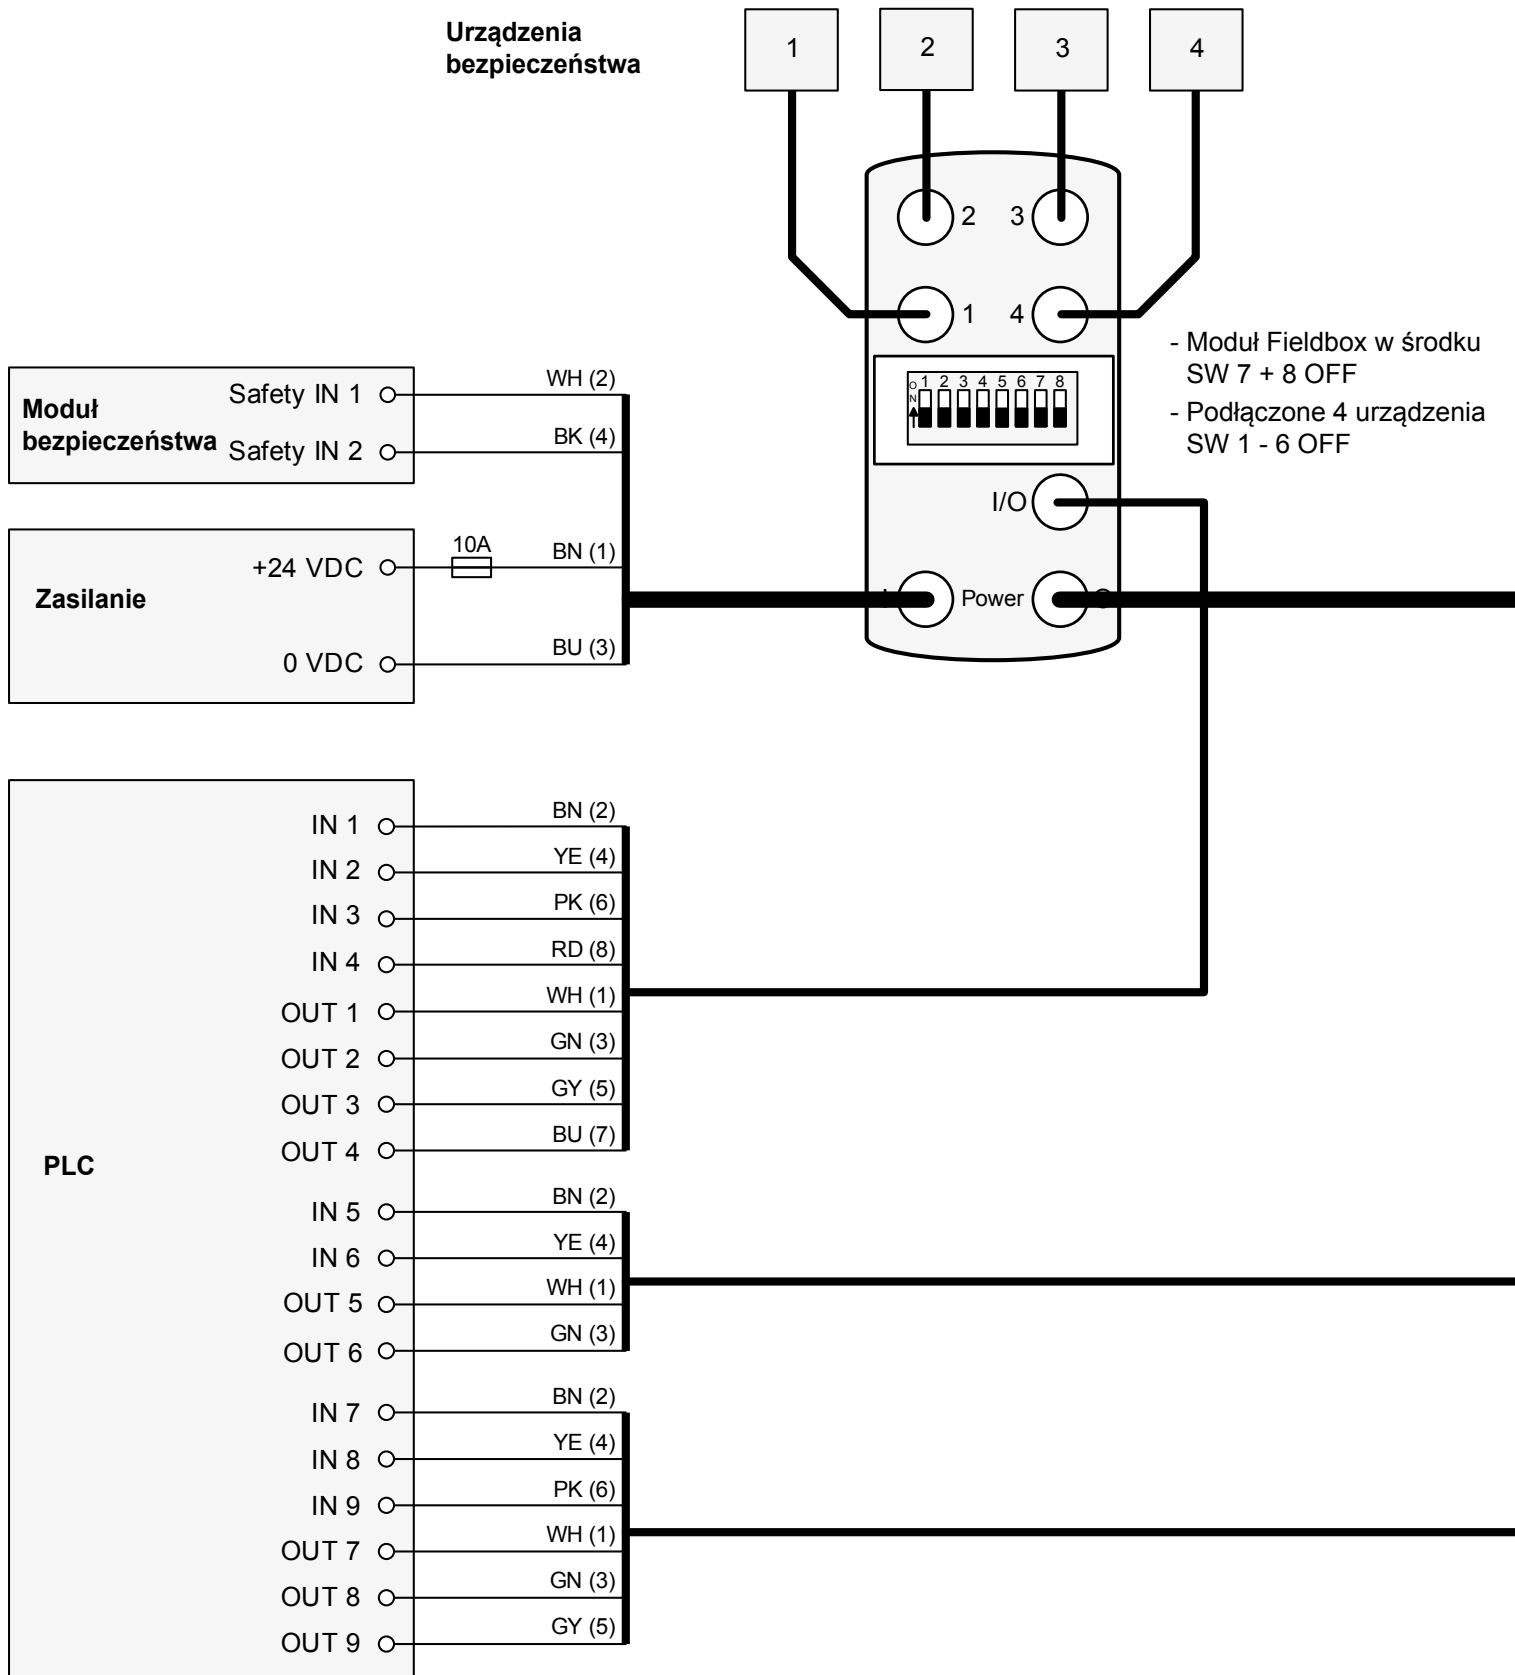 Urządzenia
bezpieczeństwa
1
2
3
4
2
3
1
4
- Moduł Fieldbox w środku
SW 7 + 8 OFF
- Podłączone 4 urządzenia
SW 1 - 6 OFF
ON
1 2 3 4 5 6 7 8
I/O
I Power O
Moduł
bezpieczeństwa
Safety IN 1
WH (2)
Safety IN 2
BK (4)
Zasilanie
+24 VDC
10A
BN (1)
0 VDC
BU (3)
PLC
IN 1
BN (2)
IN 2
YE (4)
IN 3
PK (6)
IN 4
RD (8)
OUT 1
WH (1)
OUT 2
GN (3)
OUT 3
GY (5)
OUT 4
BU (7)
IN 5
BN (2)
IN 6
YE (4)
OUT 5
WH (1)
OUT 6
GN (3)
IN 7
BN (2)
IN 8
YE (4)
IN 9
PK (6)
OUT 7
WH (1)
OUT 8
GN (3)
OUT 9
GY (5)